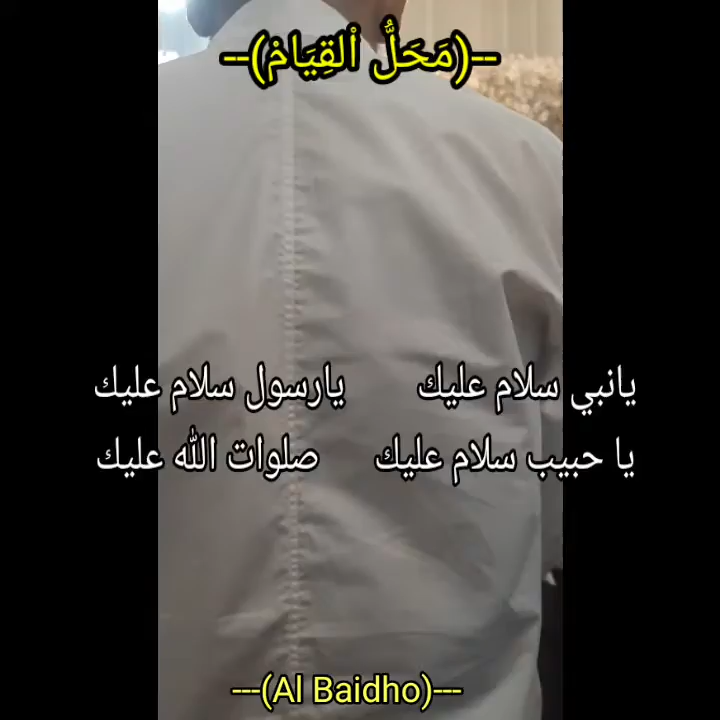 --(مَحَلُّ اْلقِيَامْ)--
يانبي سلام عليك يارسول سلام عليك
يا حبيب سلام عليك صلوات الله عليك
---(Al Baidho)---